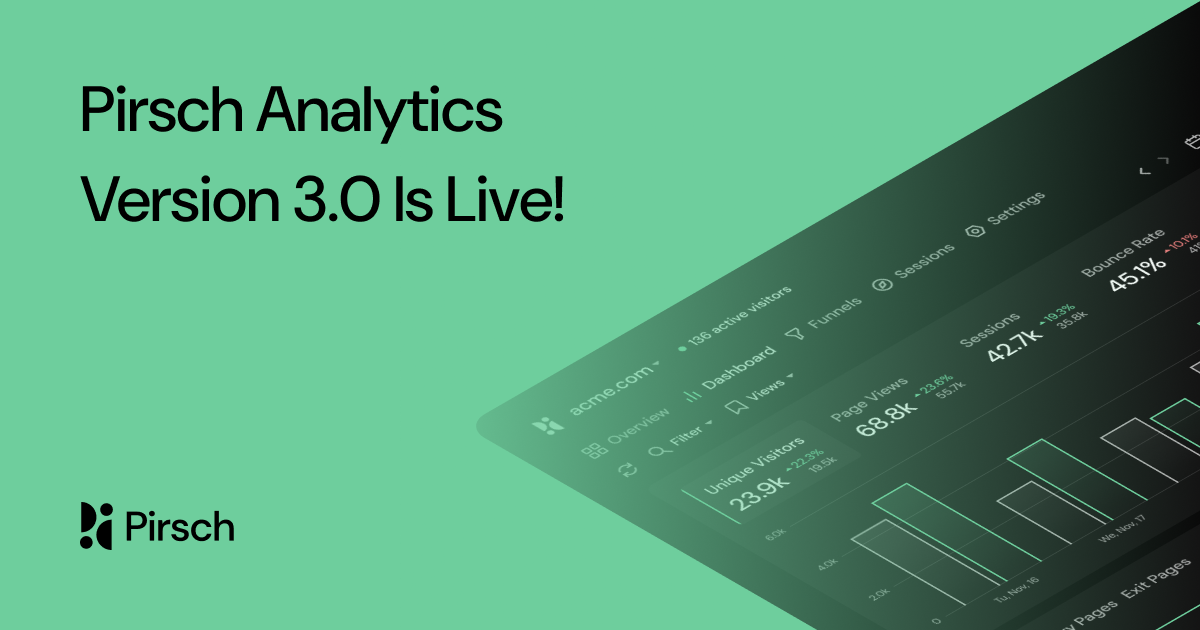 Pirsch Analytics
Version 3.0 Is Live!
Pirsch
acme.com
136 active visitors
Overview
Dashboard
Funnels
Sessions
Settings
Filter
Views
Unique Visitors
23.9k
22.3%
19.5k
Page Views
68.8k
23.6%
55.7k
Sessions
42.7k
19.3%
35.8k
Bounce Rate
45.1%
10.1%
6.0k
4.0k
2.0k
0
Tu, Nov, 16
We, Nov, 17
Pages
Exit Pages